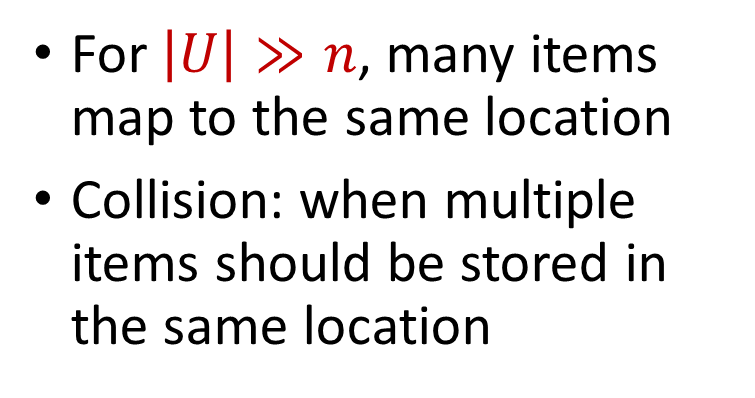 • For |U| ≫ n, many items
map to the same location
• Collision: when multiple
items should be stored in
the same location